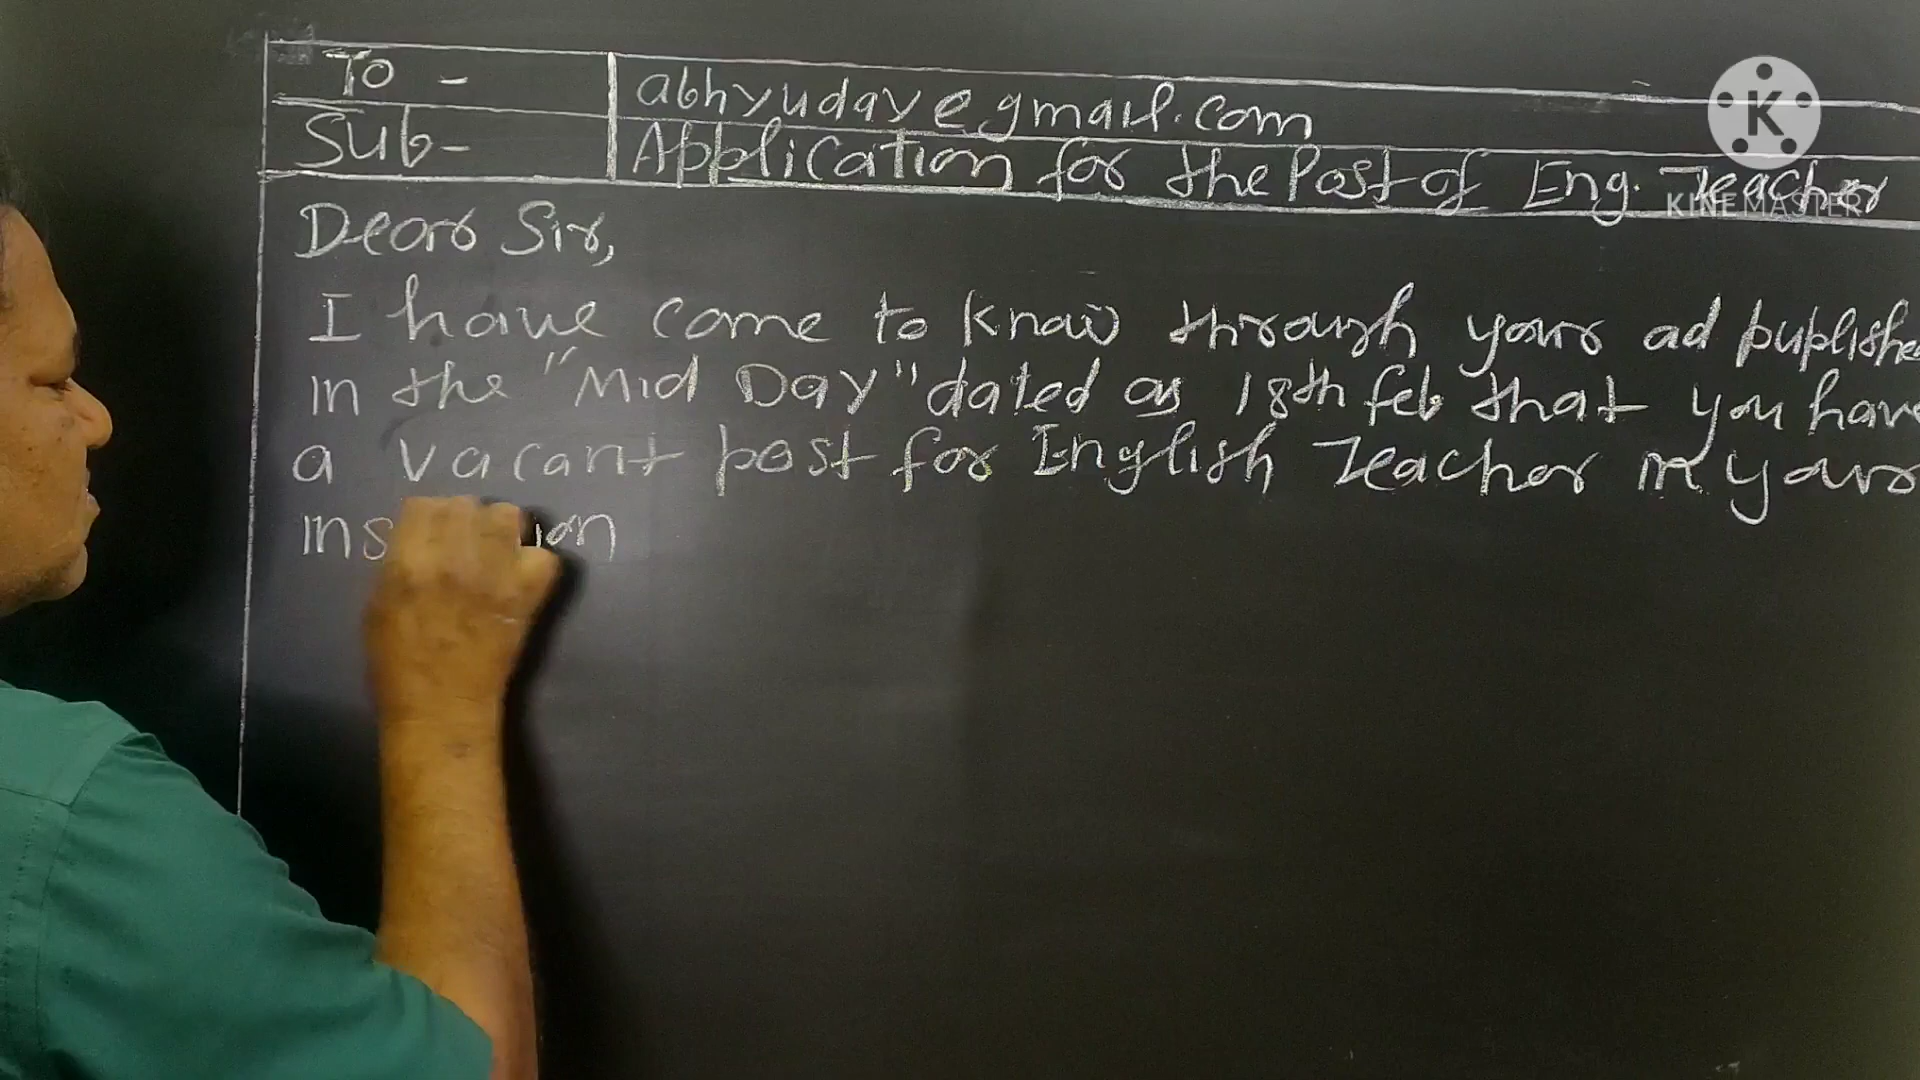 To - abhyuday@gmail.com
Sub- Application for the Post of Eng. Teacher
Dear Sir,
I have come to know through your ad puplishe
in the "Mid Day" dated as 18th feb that you have
a vacant post for English Teacher in your
K
KINEMASTER